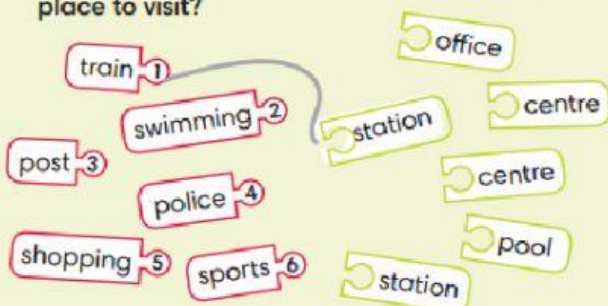 place to visit?
train 1
swimming 2
post 3
police 4
shopping 5
sports 6
office
centre
station
centre
pool
station